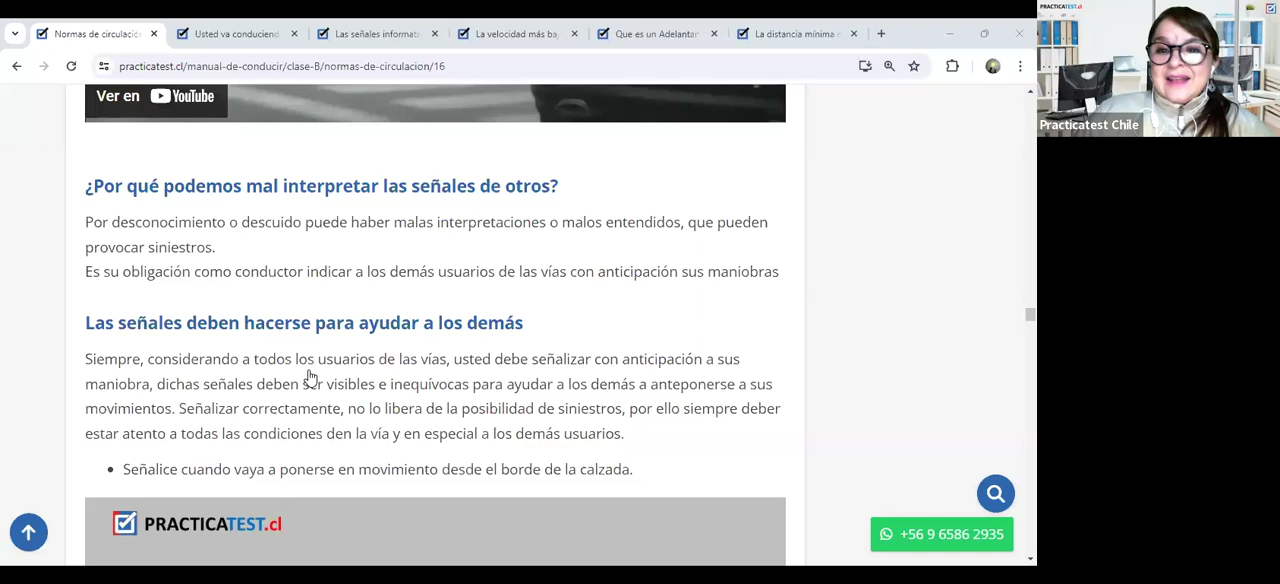 Normas de circulació
Usted va conduciend
Las señales informati
La velocidad más ba
Que es un Adelantar
La distancia mínima e
practicatest.cl/manual-de-conducir/clase-B/normas-de-circulacion/16
PRACTICATEST.cl
Practicatest Chile
Ver en YouTube
¿Por qué podemos mal interpretar las señales de otros?
Por desconocimiento o descuido puede haber malas interpretaciones o malos entendidos, que pueden
provocar siniestros.
Es su obligación como conductor indicar a los demás usuarios de las vías con anticipación sus maniobras
Las señales deben hacerse para ayudar a los demás
Siempre, considerando a todos los usuarios de las vías, usted debe señalizar con anticipación a sus
maniobra, dichas señales deben ser visibles e inequívocas para ayudar a los demás a anteponerse a sus
movimientos. Señalizar correctamente, no lo libera de la posibilidad de siniestros, por ello siempre deber
estar atento a todas las condiciones den la vía y en especial a los demás usuarios.
• Señalice cuando vaya a ponerse en movimiento desde el borde de la calzada.
PRACTICATEST.cl
+56 9 6586 2935